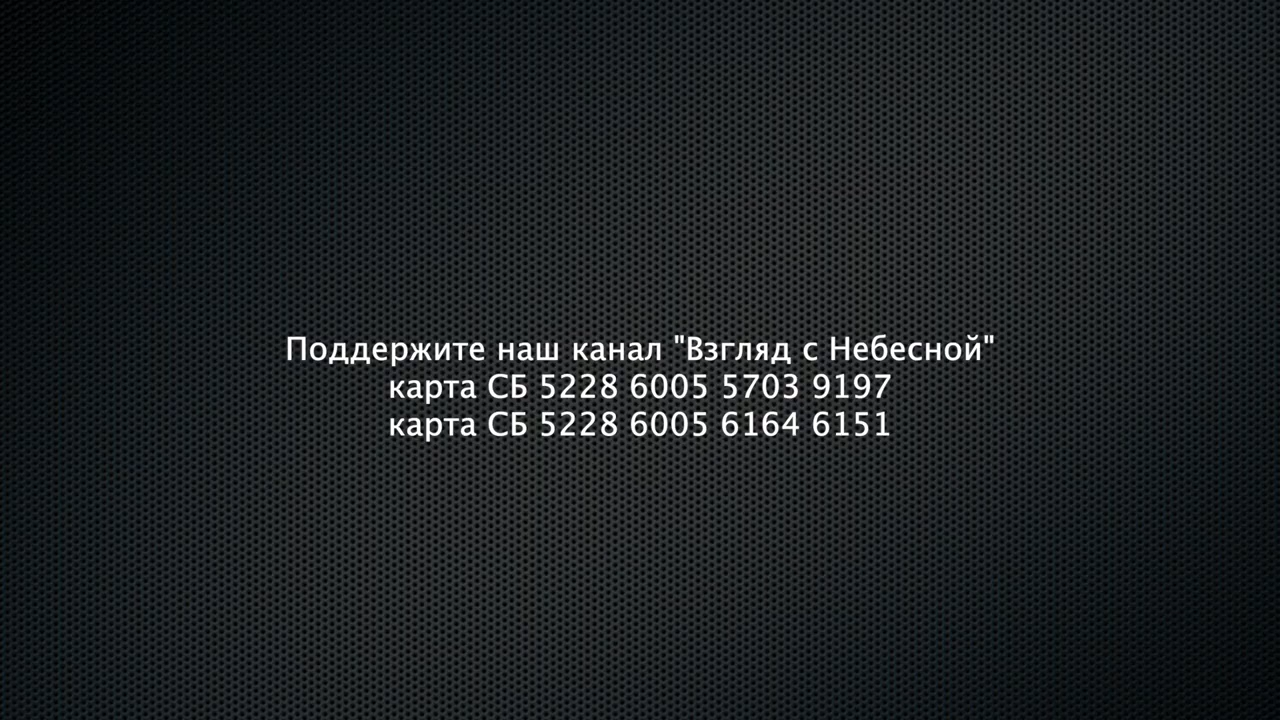 Поддержите наш канал "Взгляд с Небесной"
карта СБ 5228 6005 5703 9197
карта СБ 5228 6005 6164 6151